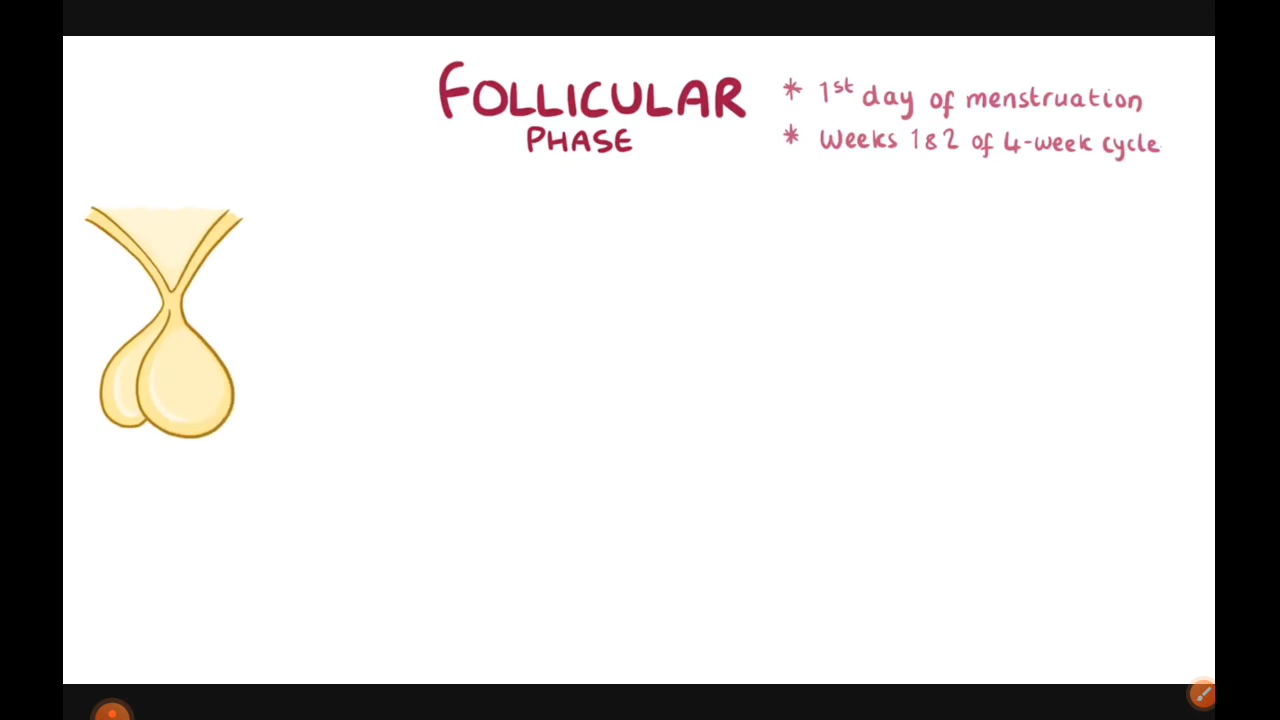 FOLLICULAR
PHASE
* 1st day of menstruation
* Weeks 1 & 2 of 4-week cycle